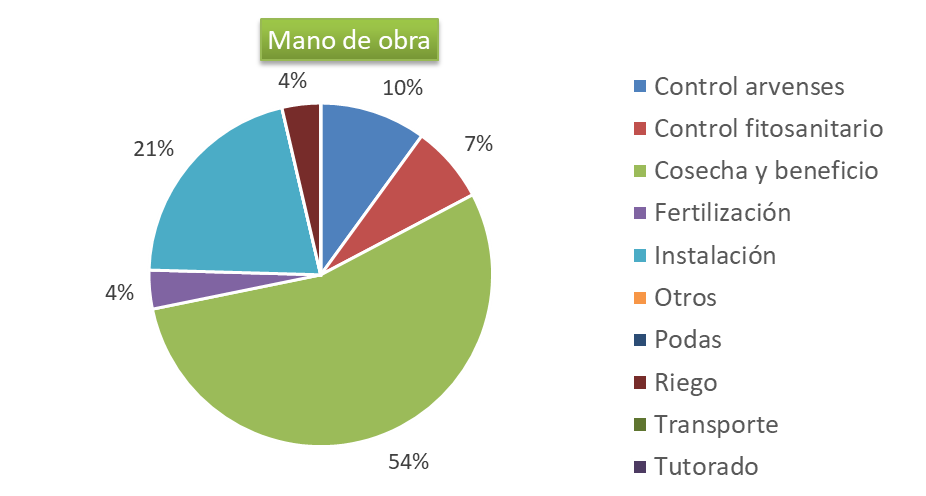 Mano de obra
4%
10%
21%
7%
4%
54%
Control arvenses
Control fitosanitario
Cosecha y beneficio
Fertilización
Instalación
Otros
Podas
Riego
Transporte
Tutorado